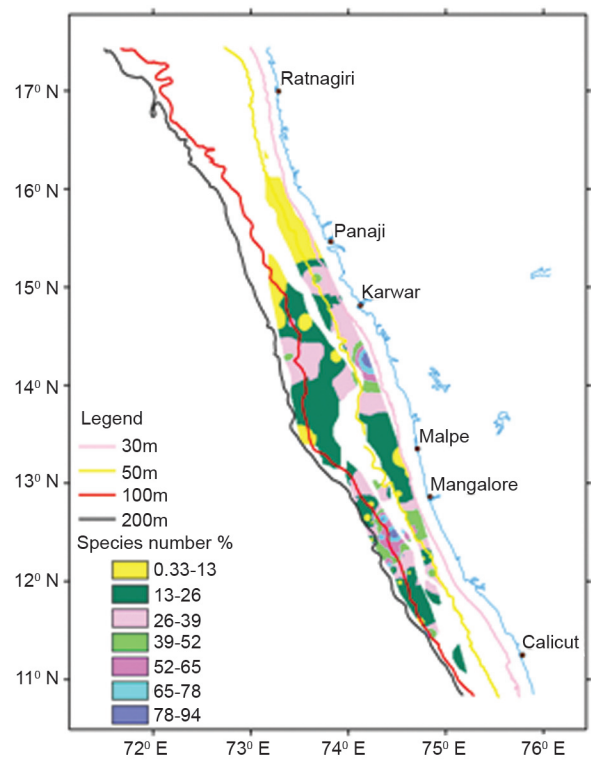 Ratnagiri
17⁰ N
16⁰ N
Panaji
15⁰ N
Karwar
14⁰ N
Legend
30m
Malpe
50m
13⁰ N
Mangalore
100m
200m
Species number %
12⁰ N
0.33-13
13-26
26-39
39-52
Calicut
11⁰ N
52-65
65-78
78-94
72⁰ E 73⁰ E 74⁰ E 75⁰ E 76⁰ E